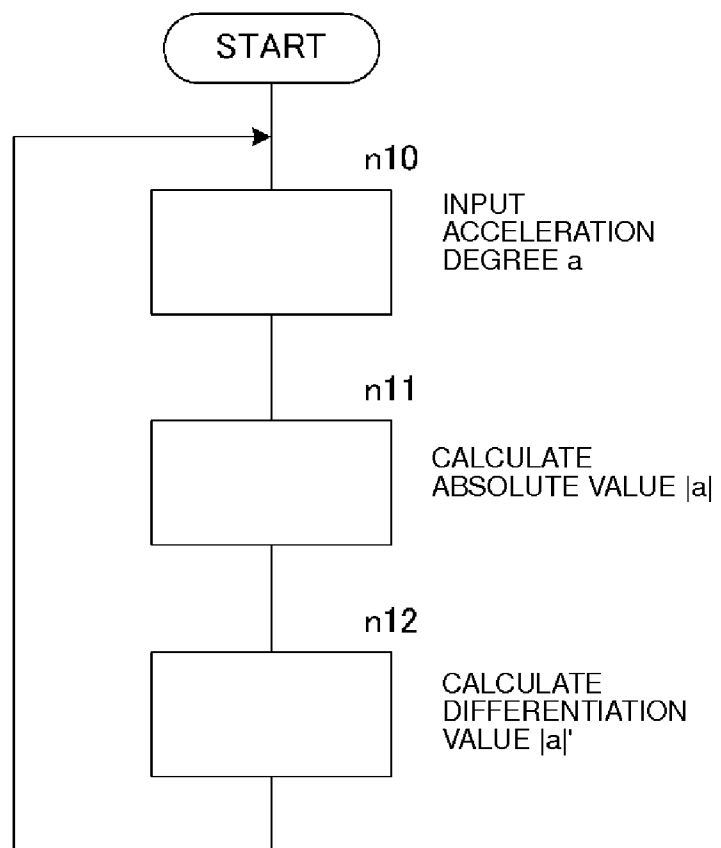 START
n10
INPUT
ACCELERATION
DEGREE a
n11
CALCULATE
ABSOLUTE VALUE |a|
n12
CALCULATE
DIFFERENTIATION
VALUE |a|'